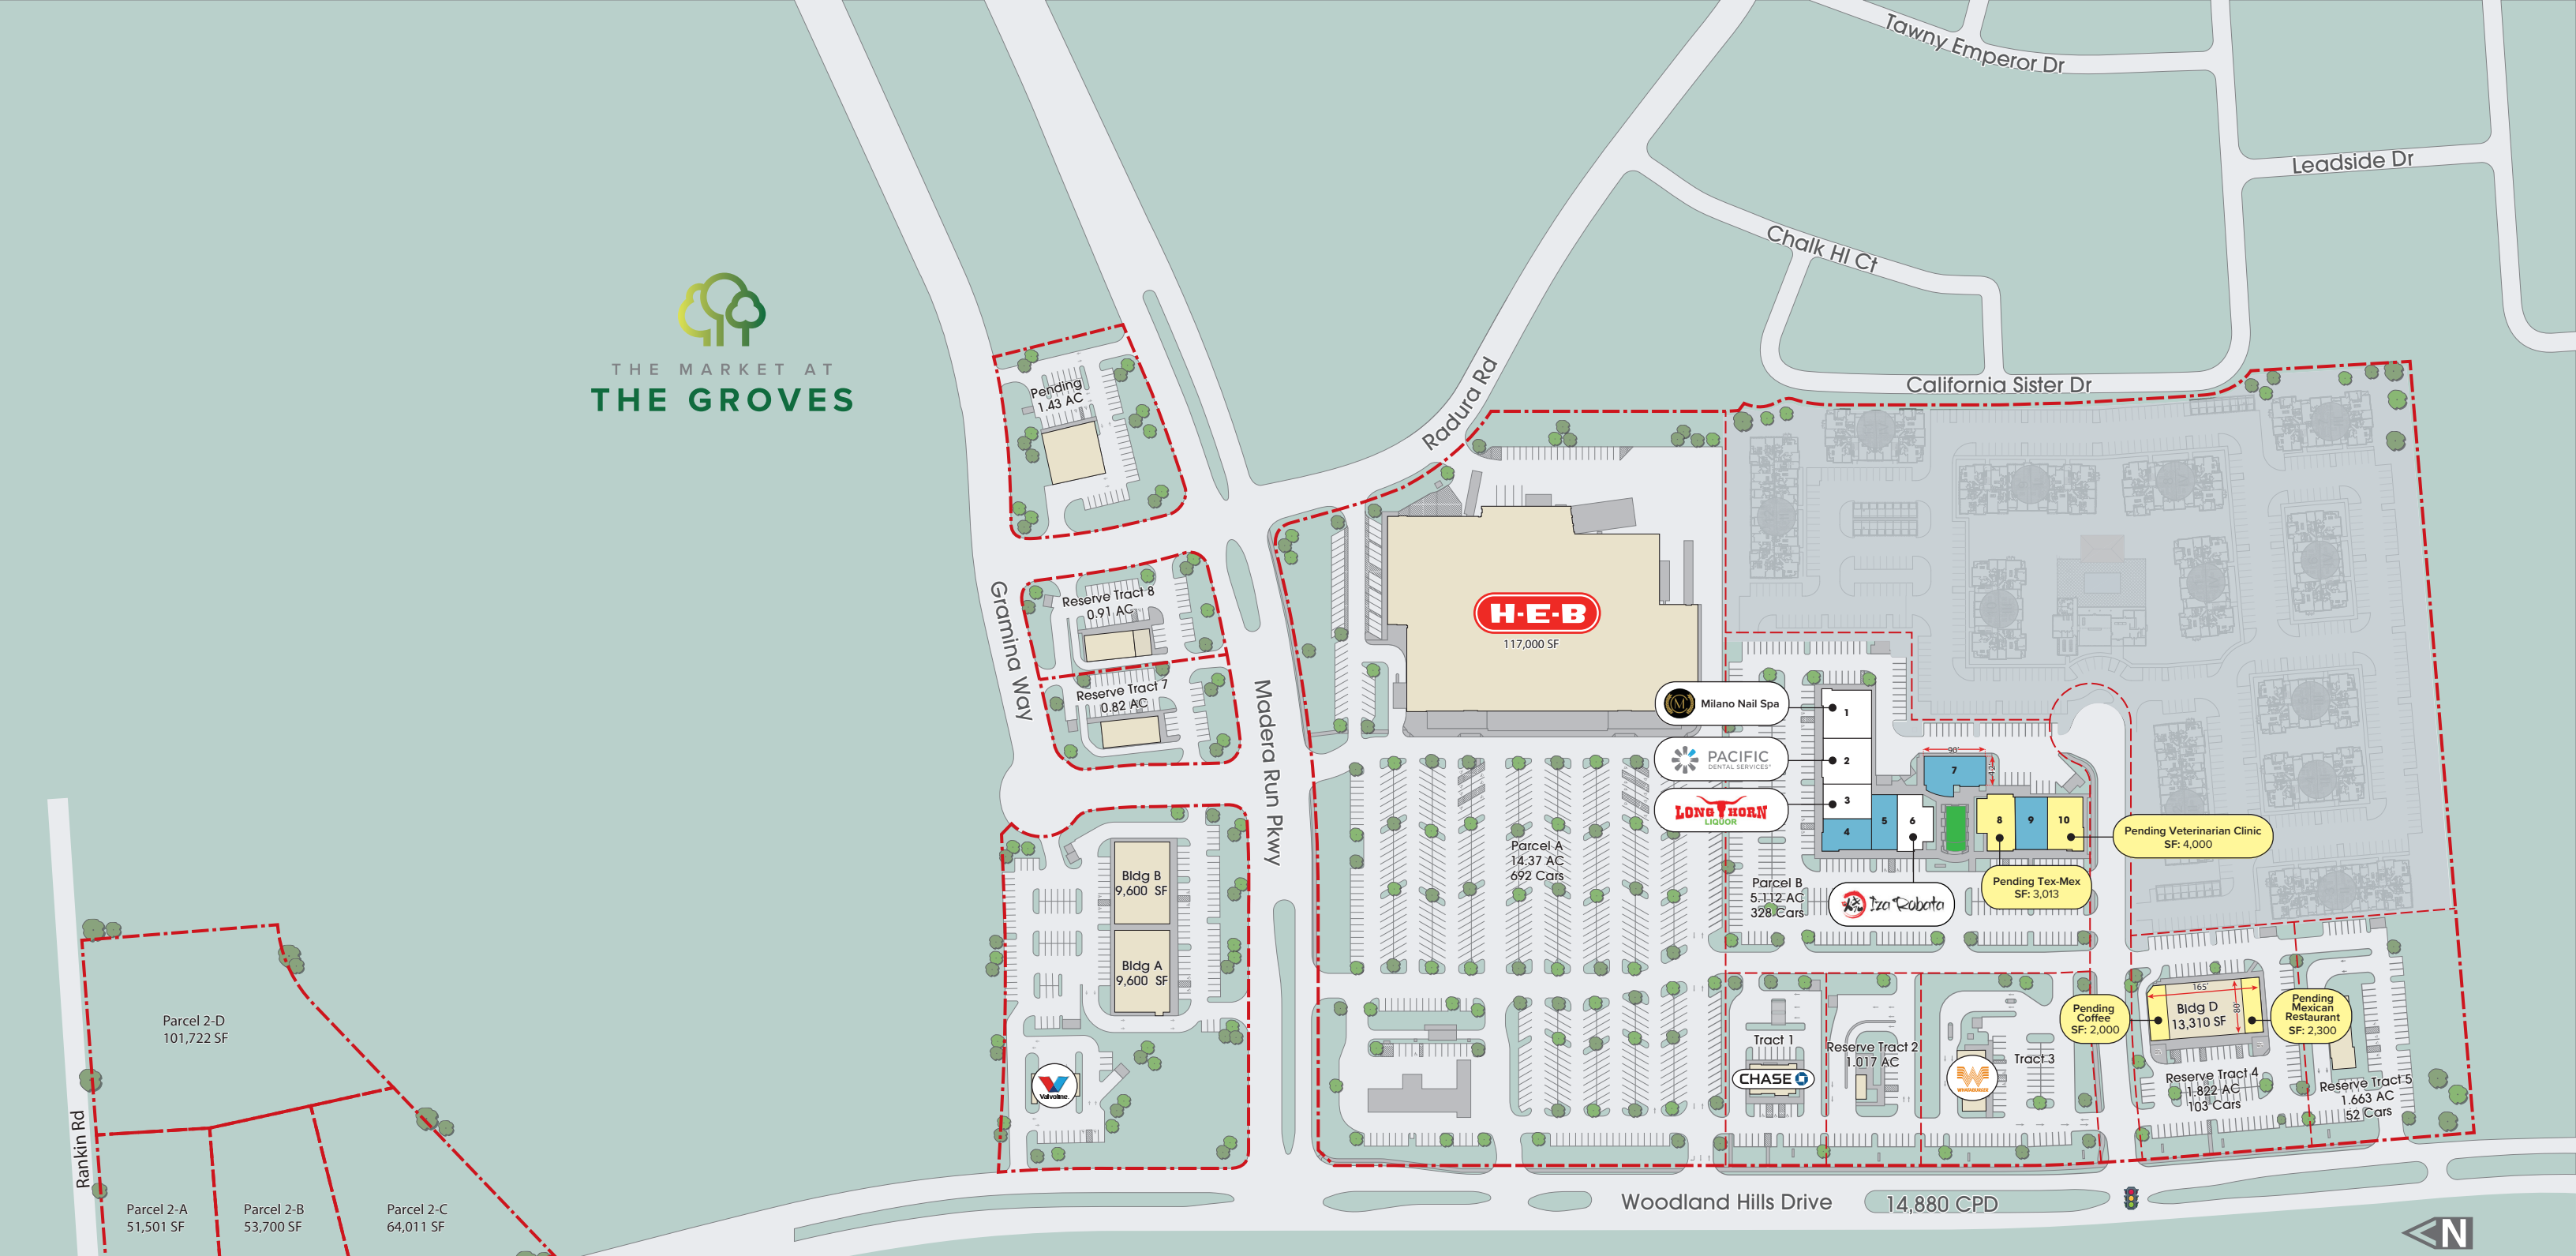 Tawny Emperor Dr
Leadside Dr
Chalk Hl Ct
THE MARKET AT
THE GROVES
California Sister Dr
Radura Rd
Pending
1.43 AC
Gramina Way
Reserve Tract 8
0.91 AC
Reserve Tract 7
0.82 AC
Madera Run Pkwy
H-E-B
117,000 SF
M
Milano Nail Spa
1
PACIFIC
DENTAL SERVICES
2
LONGHORN
LIQUOR
3
4
5
6
90'
42'
7
8
9
10
Pending Veterinarian Clinic
SF: 4,000
Pending Tex-Mex
SF: 3,013
Iza Robata
Parcel A
14.37 AC
692 Cars
Parcel B
5.112 AC
328 Cars
Bldg B
9,600 SF
Bldg A
9,600 SF
Valvoline
Parcel 2-D
101,722 SF
Rankin Rd
Parcel 2-A
51,501 SF
Parcel 2-B
53,700 SF
Parcel 2-C
64,011 SF
Tract 1
CHASE
Reserve Tract 2
1.017 AC
WHATABURGER
Tract 3
Pending
Coffee
SF: 2,000
165'
80'
Bldg D
13,310 SF
Pending
Mexican
Restaurant
SF: 2,300
Reserve Tract 4
1.822 AC
103 Cars
Reserve Tract 5
1.663 AC
52 Cars
Woodland Hills Drive
14,880 CPD
N